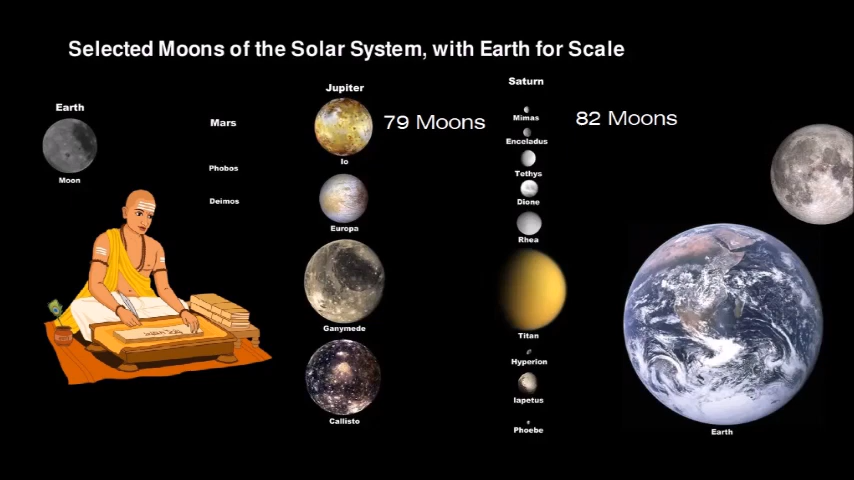 Selected Moons of the Solar System, with Earth for Scale
Earth
Moon
Mars
Phobos
Deimos
Jupiter
79 Moons
Io
Europa
Ganymede
Callisto
Saturn
82 Moons
Mimas
Enceladus
Tethys
Dione
Rhea
Titan
Hyperion
Iapetus
Phoebe
Earth